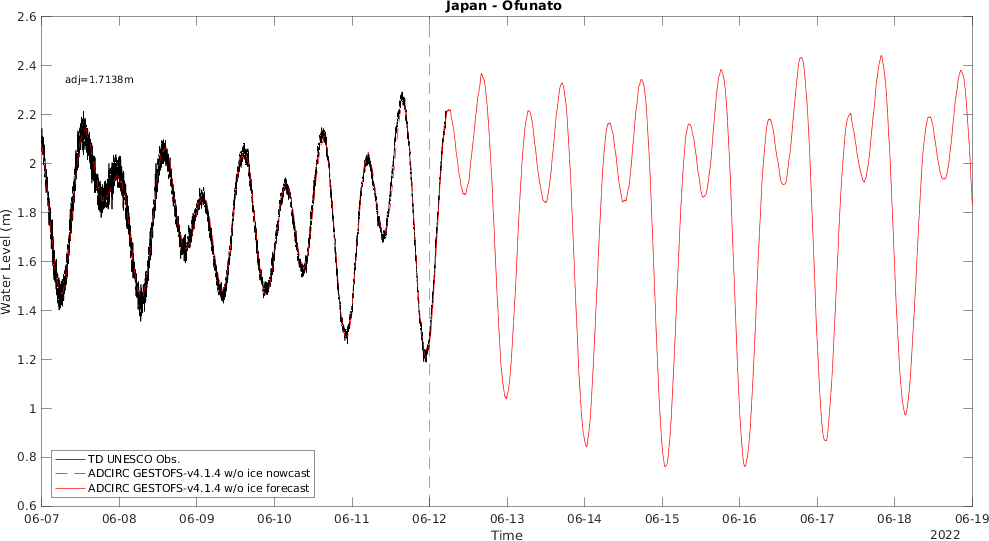 Japan - Ofunato
2.6
2.4
2.2
2
1.8
1.6
1.4
1.2
1
0.8
0.6
Water Level (m)
adj=1.7138m
TD UNESCO Obs.
ADCIRC GESTOFS-v4.1.4 w/o ice nowcast
ADCIRC GESTOFS-v4.1.4 w/o ice forecast
06-07 06-08 06-09 06-10 06-11 06-12 06-13 06-14 06-15 06-16 06-17 06-18 06-19
Time
2022